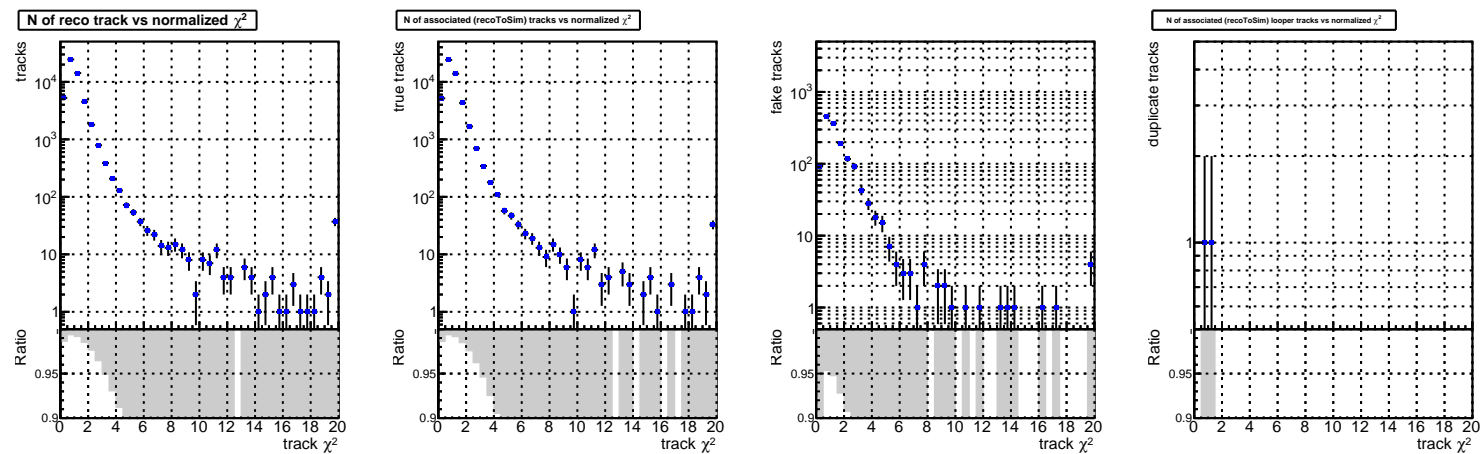 N of reco track vs normalized χ²
tracks
10⁴
10³
10²
10
1
Ratio
0.95
0.9
0 2 4 6 8 10 12 14 16 18 20
track χ²
N of associated (recoToSim) tracks vs normalized χ²
true tracks
10⁴
10³
10²
10
1
Ratio
0.95
0.9
0 2 4 6 8 10 12 14 16 18 20
track χ²
fake tracks
10³
10²
10
1
Ratio
0.95
0.9
0 2 4 6 8 10 12 14 16 18 20
track χ²
N of associated (recoToSim) looper tracks vs normalized χ²
duplicate tracks
1
Ratio
0.95
0.9
0 2 4 6 8 10 12 14 16 18 20
track χ²